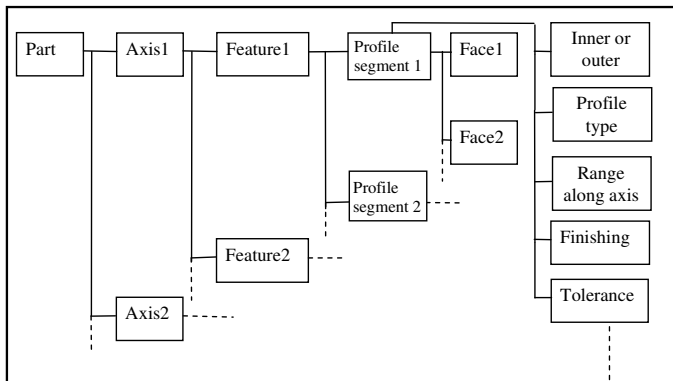 Part
Axis1
Feature1
Profile
segment 1
Face1
Inner or
outer
Profile
type
Face2
Range
along axis
Profile
segment 2
Finishing
Feature2
Tolerance
Axis2